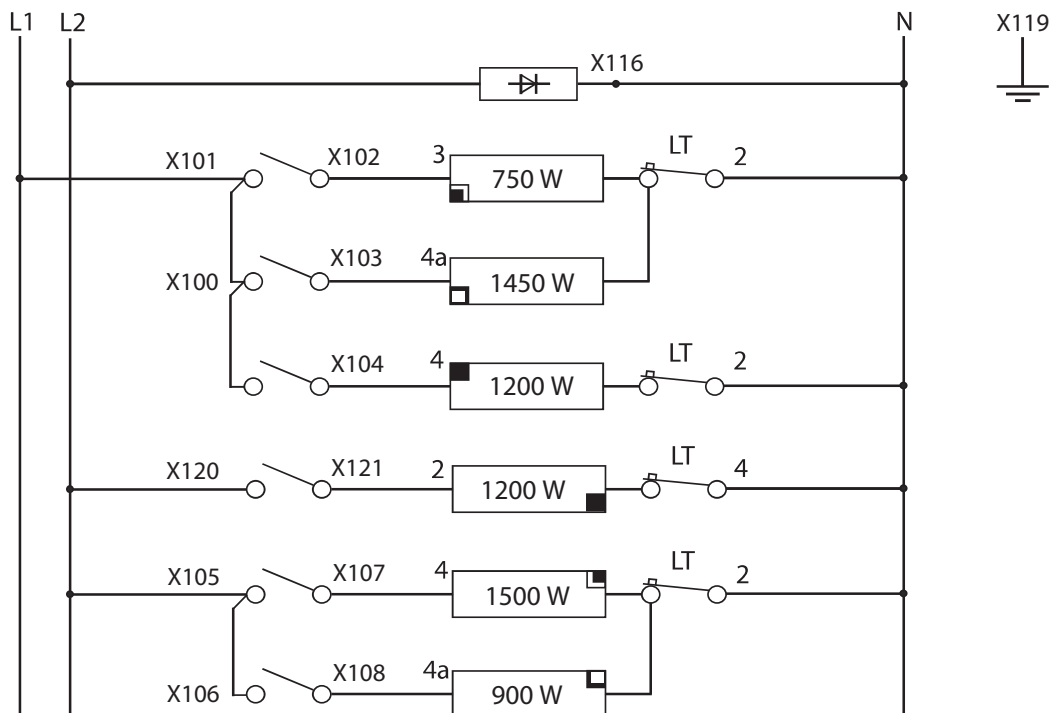 L1 L2 N X119
X116
X101 X102 3 750 W LT 2
X100 X103 4a 1450 W
X104 4 1200 W LT 2
X120 X121 2 1200 W LT 4
X105 X107 4 1500 W LT 2
X106 X108 4a 900 W